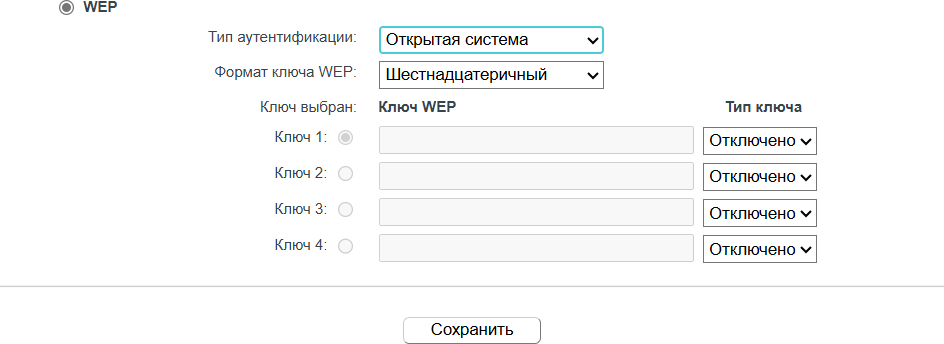 WEP
Тип аутентификации: Открытая система
Формат ключа WEP: Шестнадцатеричный
Ключ выбран: Ключ WEP Тип ключа
Ключ 1: Отключено
Ключ 2: Отключено
Ключ 3: Отключено
Ключ 4: Отключено
Сохранить